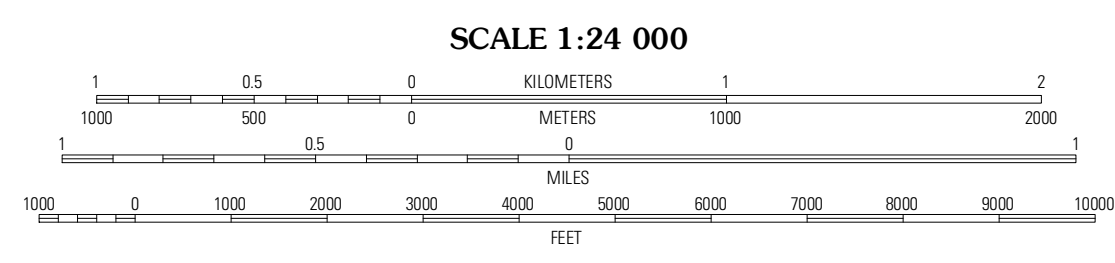 SCALE 1:24 000
1 0.5 0 KILOMETERS 1 2
1000 500 0 METERS 1000 2000
1 0.5 0 1
MILES
1000 0 1000 2000 3000 4000 5000 6000 7000 8000 9000 10000
FEET